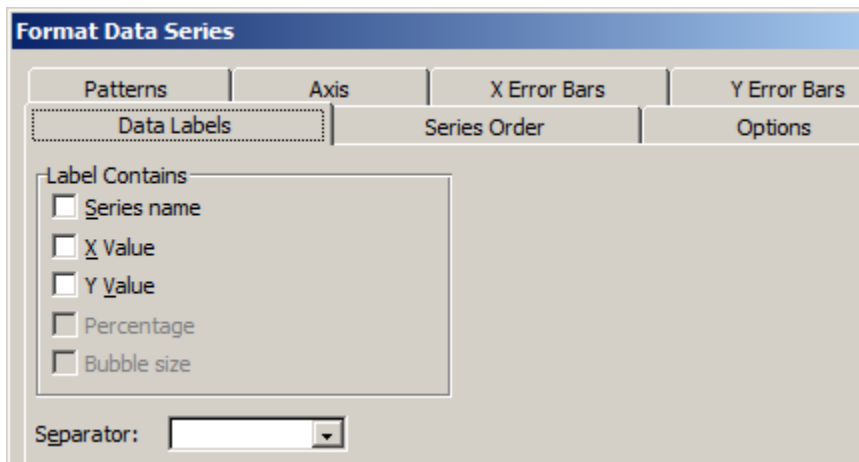 Format Data Series
Patterns Axis X Error Bars Y Error Bars
Data Labels Series Order Options
Label Contains
Series name
X Value
Y Value
Percentage
Bubble size
Separator: